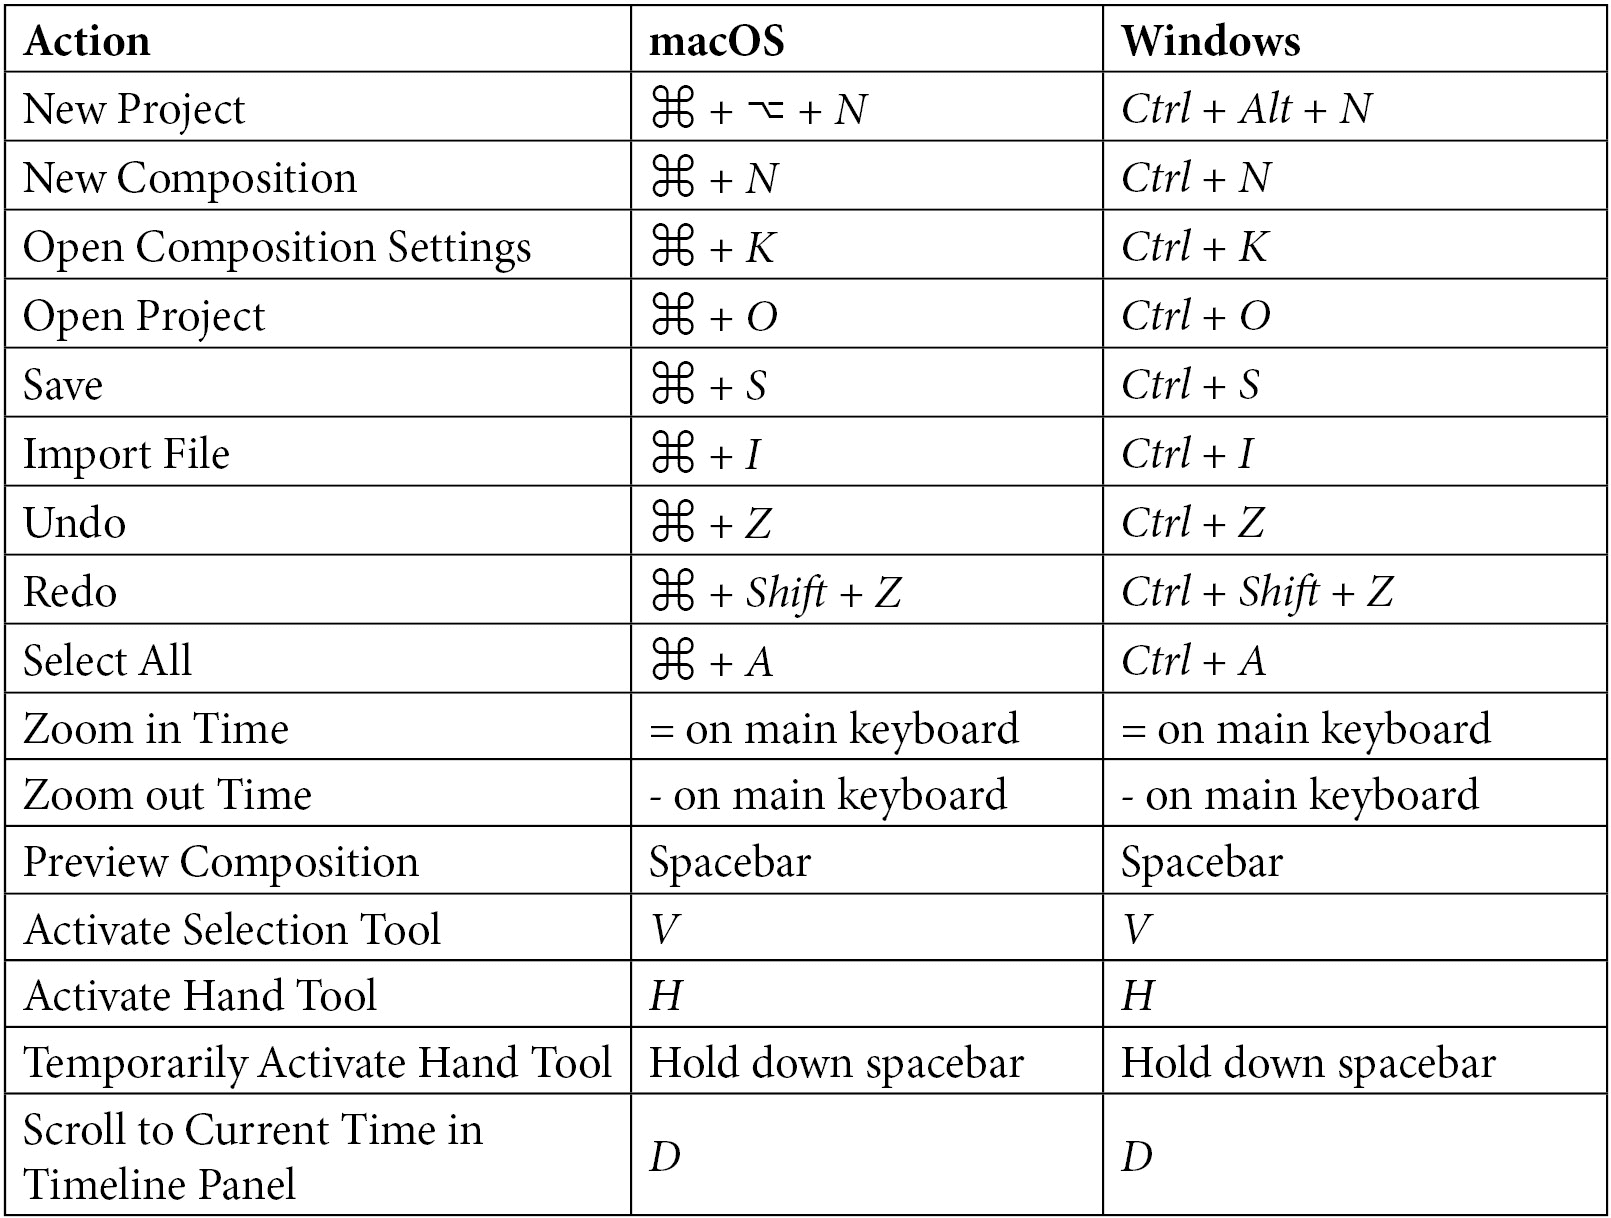 Action macOS Windows
New Project ⌘ + ⌥ + N Ctrl + Alt + N
New Composition ⌘ + N Ctrl + N
Open Composition Settings ⌘ + K Ctrl + K
Open Project ⌘ + O Ctrl + O
Save ⌘ + S Ctrl + S
Import File ⌘ + I Ctrl + I
Undo ⌘ + Z Ctrl + Z
Redo ⌘ + Shift + Z Ctrl + Shift + Z
Select All ⌘ + A Ctrl + A
Zoom in Time = on main keyboard = on main keyboard
Zoom out Time - on main keyboard - on main keyboard
Preview Composition Spacebar Spacebar
Activate Selection Tool V V
Activate Hand Tool H H
Temporarily Activate Hand Tool Hold down spacebar Hold down spacebar
Scroll to Current Time in
Timeline Panel D D